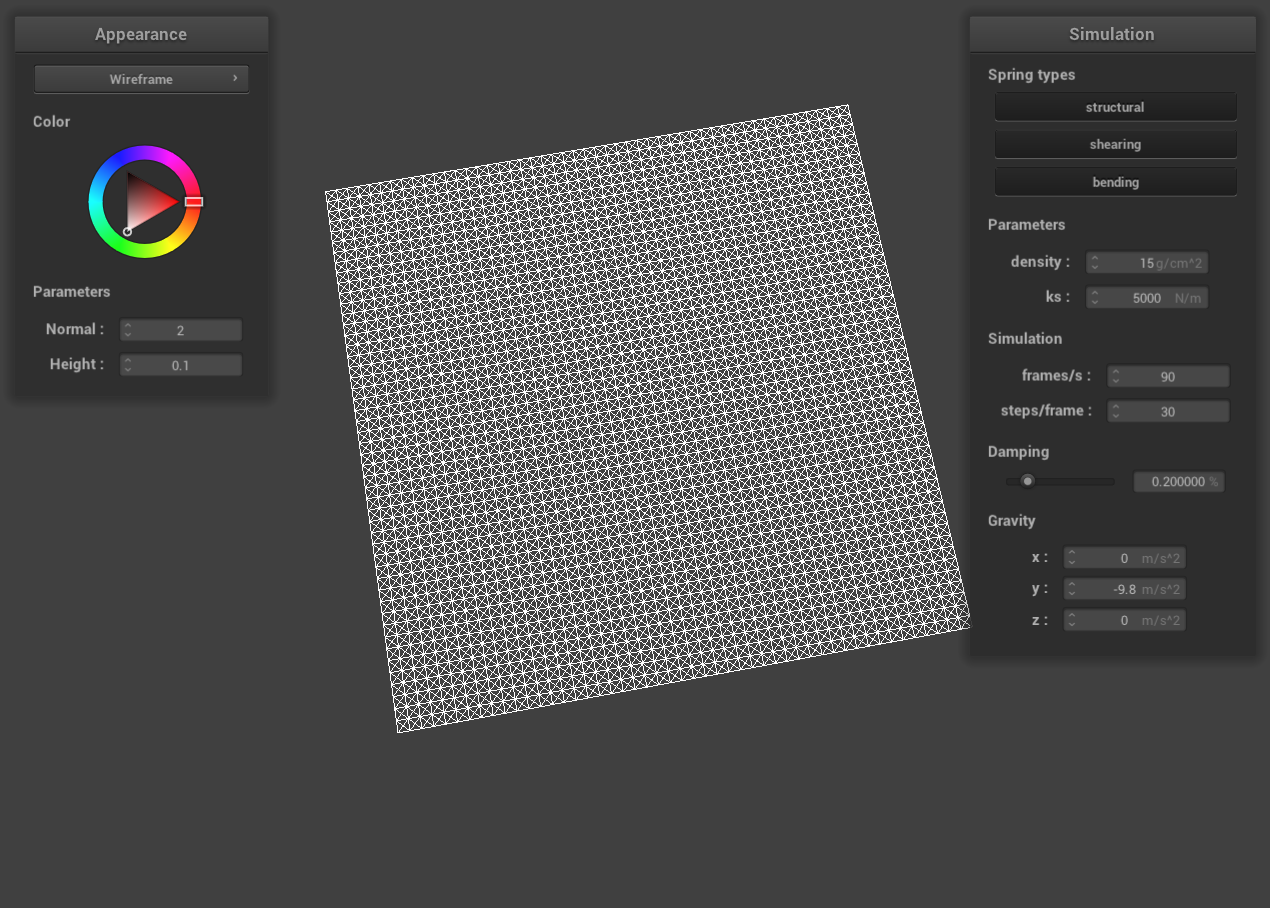 Appearance
Wireframe
Color
Parameters
Normal : 2
Height : 0.1
Simulation
Spring types
structural
shearing
bending
Parameters
density : 15 g/cm^2
ks : 5000 N/m
Simulation
frames/s : 90
steps/frame : 30
Damping
0.200000 %
Gravity
x : 0 m/s^2
y : -9.8 m/s^2
z : 0 m/s^2